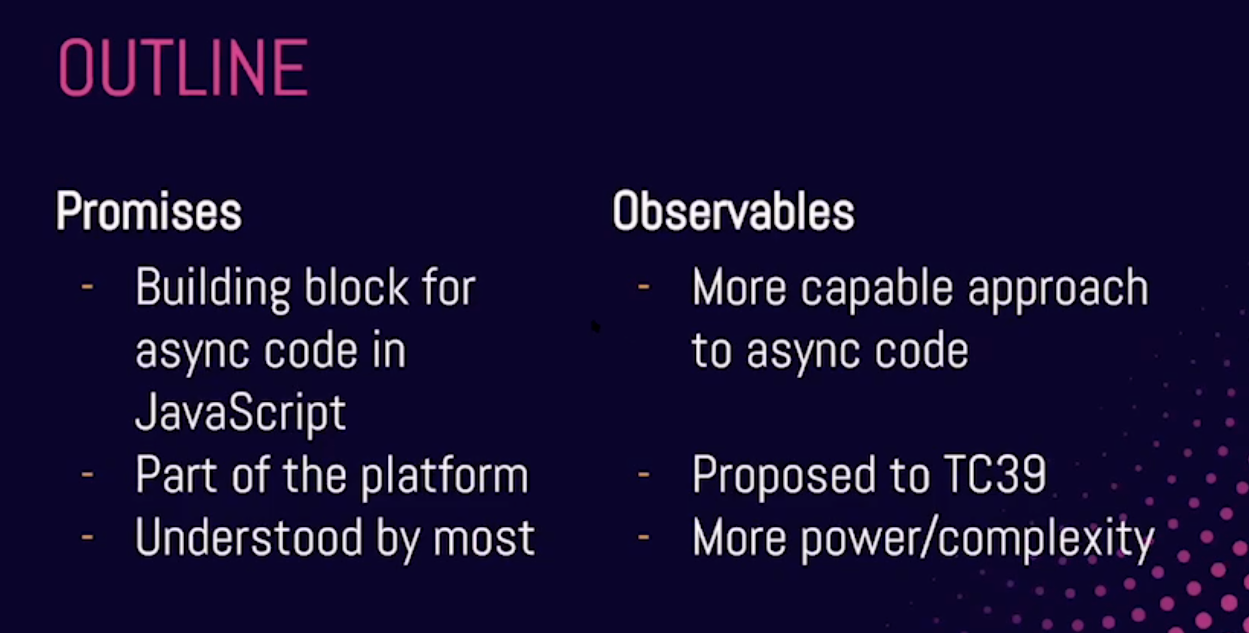 OUTLINE
Promises
- Building block for
async code in
JavaScript
- Part of the platform
- Understood by most
Observables
- More capable approach
to async code
- Proposed to TC39
- More power/complexity